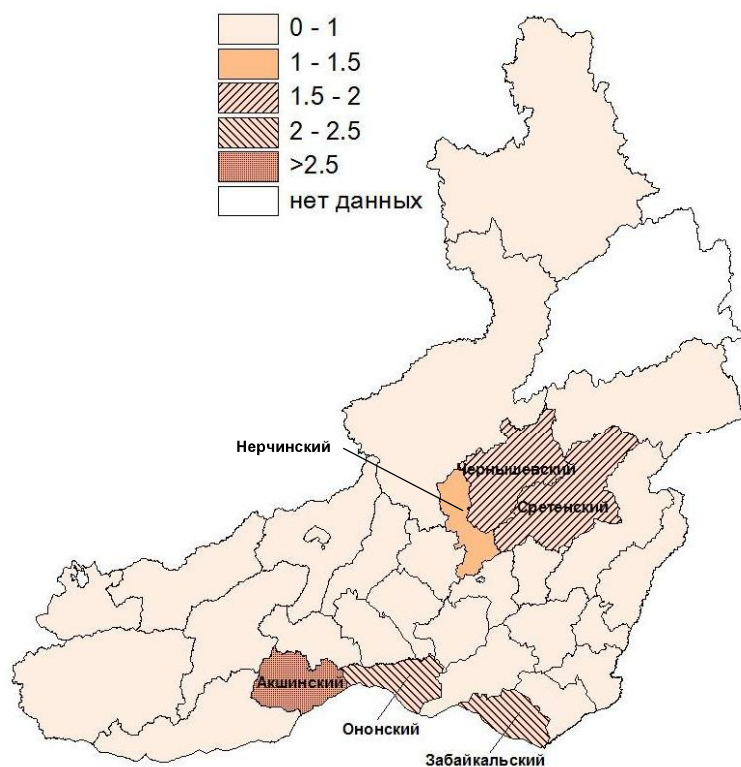 0 - 1
1 - 1.5
1.5 - 2
2 - 2.5
>2.5
нет данных
Нерчинский
Чернышевский
Сретенский
Акшинский
Ононский
Забайкальский